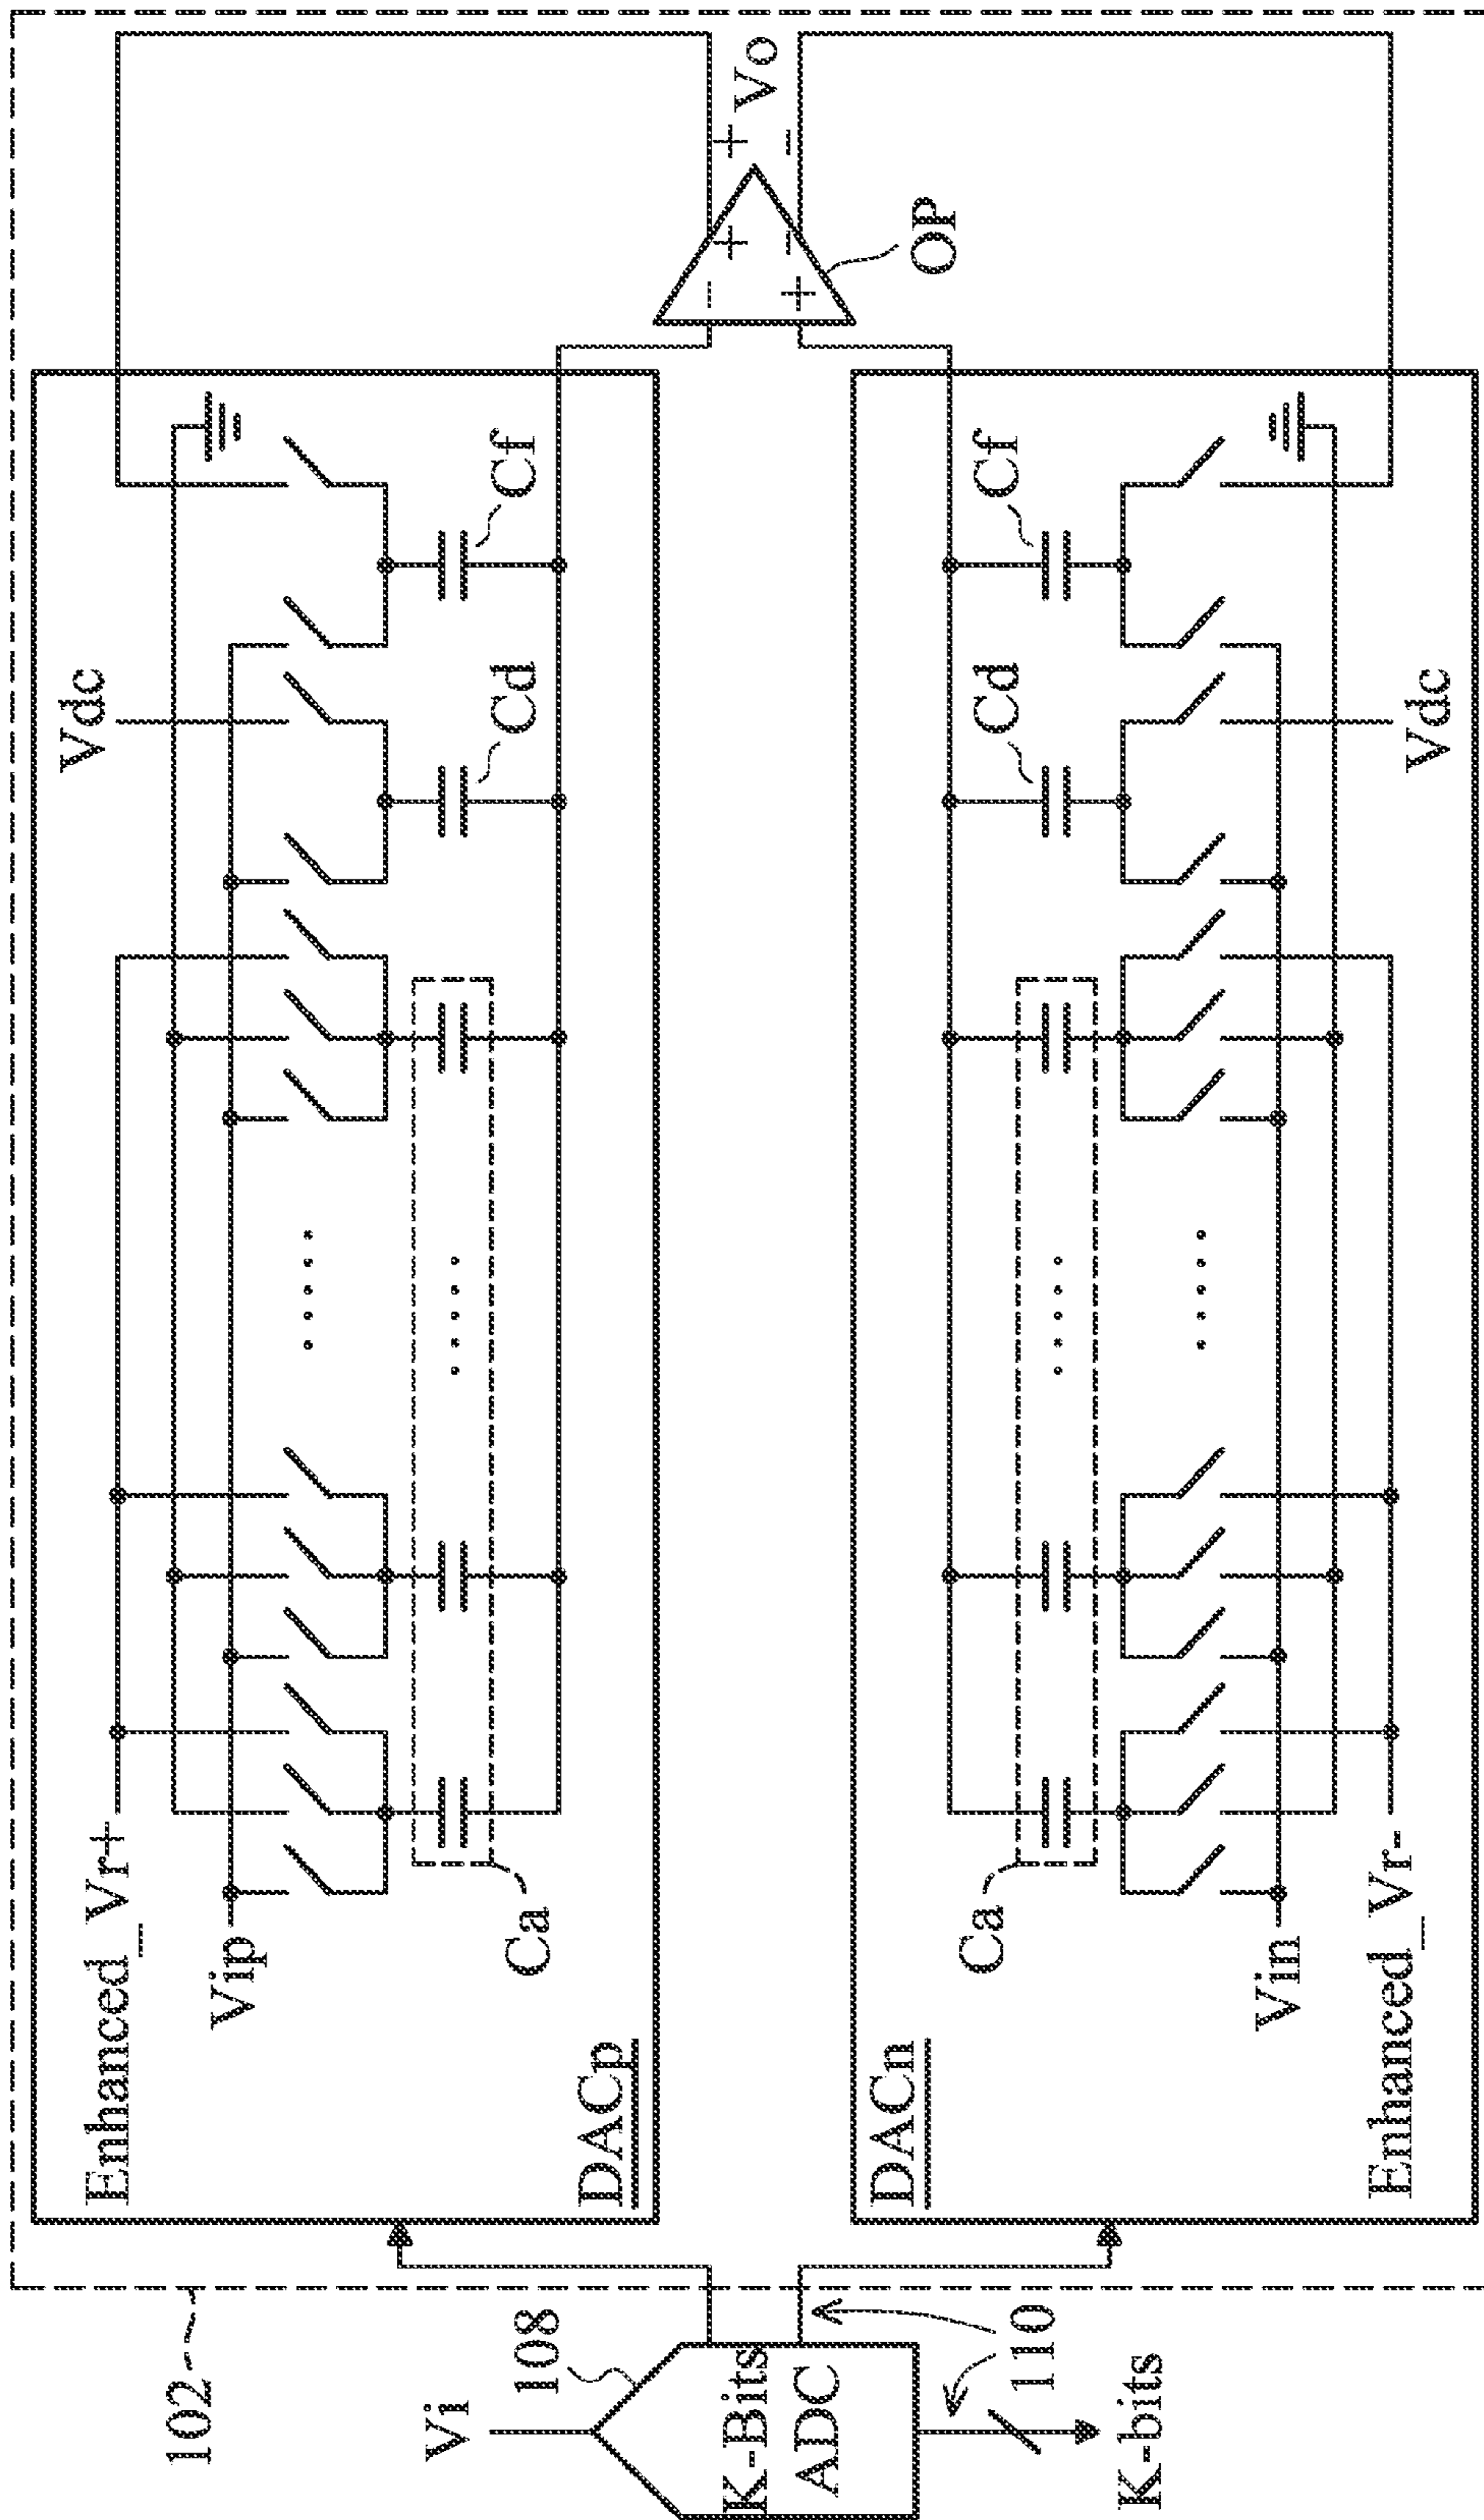 102
Vi
108
K-Bits
ADC
110
K-bits
Enhanced_Vr+
Vip
Ca
DACp
Vdc
Cd
Cf
DACn
Ca
Vin
Enhanced_Vr-
Cd
Cf
Vdc
- +
+ -
OP
+
Vo
-